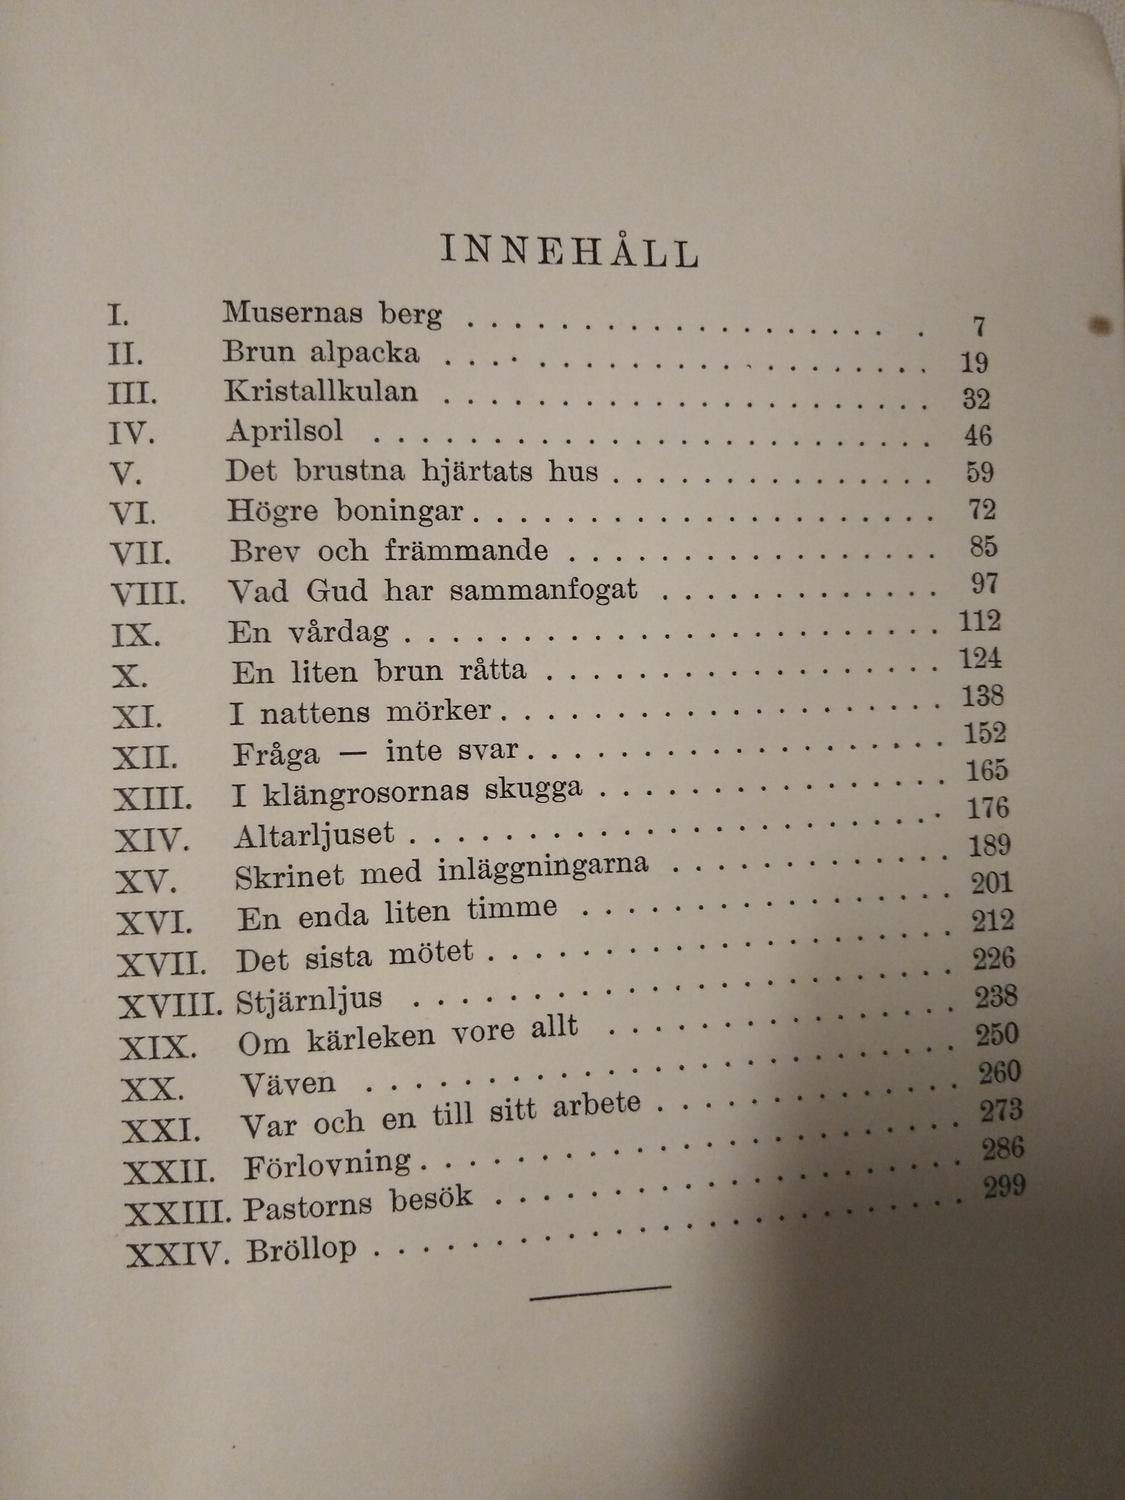 INNEHÅLL
I. Musernas berg . . . . . . . . . . . . . . . . . . . 7
II. Brun alpacka . . . . . . . . . . . . . . . . . . . . . 19
III. Kristallkulan . . . . . . . . . . . . . . . . . . . . . 32
IV. Aprilsol . . . . . . . . . . . . . . . . . . . . . . . . 46
V. Det brustna hjärtats hus . . . . . . . . . . . . . . 59
VI. Högre boningar . . . . . . . . . . . . . . . . . . . . 72
VII. Brev och främmande . . . . . . . . . . . . . . . . 85
VIII. Vad Gud har sammanfogat . . . . . . . . . . . . 97
IX. En vårdag . . . . . . . . . . . . . . . . . . . . . . . 112
X. En liten brun råtta . . . . . . . . . . . . . . . . . 124
XI. I nattens mörker . . . . . . . . . . . . . . . . . . . 138
XII. Fråga — inte svar . . . . . . . . . . . . . . . . . . 152
XIII. I klängrosornas skugga . . . . . . . . . . . . . . . 165
XIV. Altarljuset . . . . . . . . . . . . . . . . . . . . . . . 176
XV. Skrinet med inläggningarna . . . . . . . . . . . . 189
XVI. En enda liten timme . . . . . . . . . . . . . . . . 201
XVII. Det sista mötet . . . . . . . . . . . . . . . . . . . . 212
XVIII. Stjärnljus . . . . . . . . . . . . . . . . . . . . . . . 226
XIX. Om kärleken vore allt . . . . . . . . . . . . . . . 238
XX. Väven . . . . . . . . . . . . . . . . . . . . . . . . . 250
XXI. Var och en till sitt arbete . . . . . . . . . . . . . 260
XXII. Förlovning . . . . . . . . . . . . . . . . . . . . . . . 273
XXIII. Pastorns besök . . . . . . . . . . . . . . . . . . . . 286
XXIV. Bröllop . . . . . . . . . . . . . . . . . . . . . . . . . 299